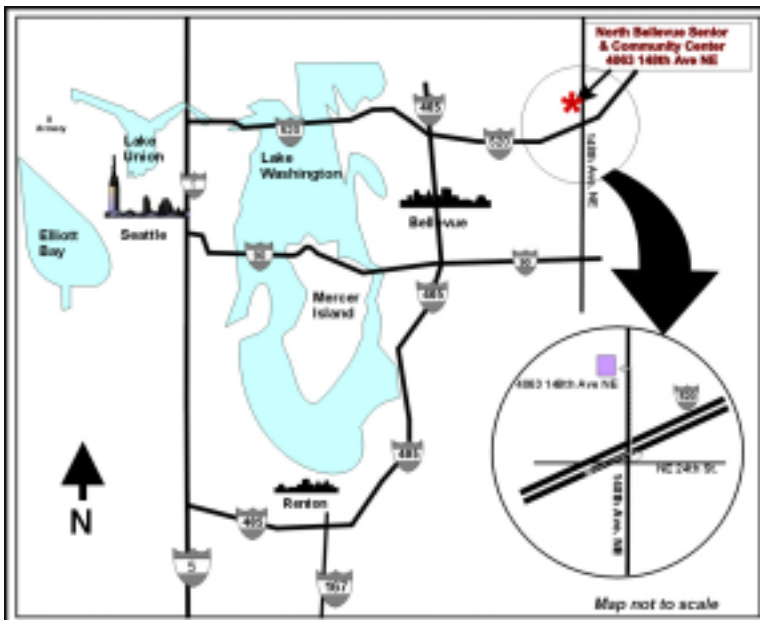 North Bellevue Senior
& Community Center
4063 148th Ave NE
405
520
520
Lake
Union
Lake
Washington
148th Ave, NE
5
Bellevue
Elliott
Bay
Seattle
90
90
Mercer
Island
405
4063 148th Ave NE
520
NE 24th St.
148th Ave, NE
405
Renton
405
N
5
167
Map not to scale